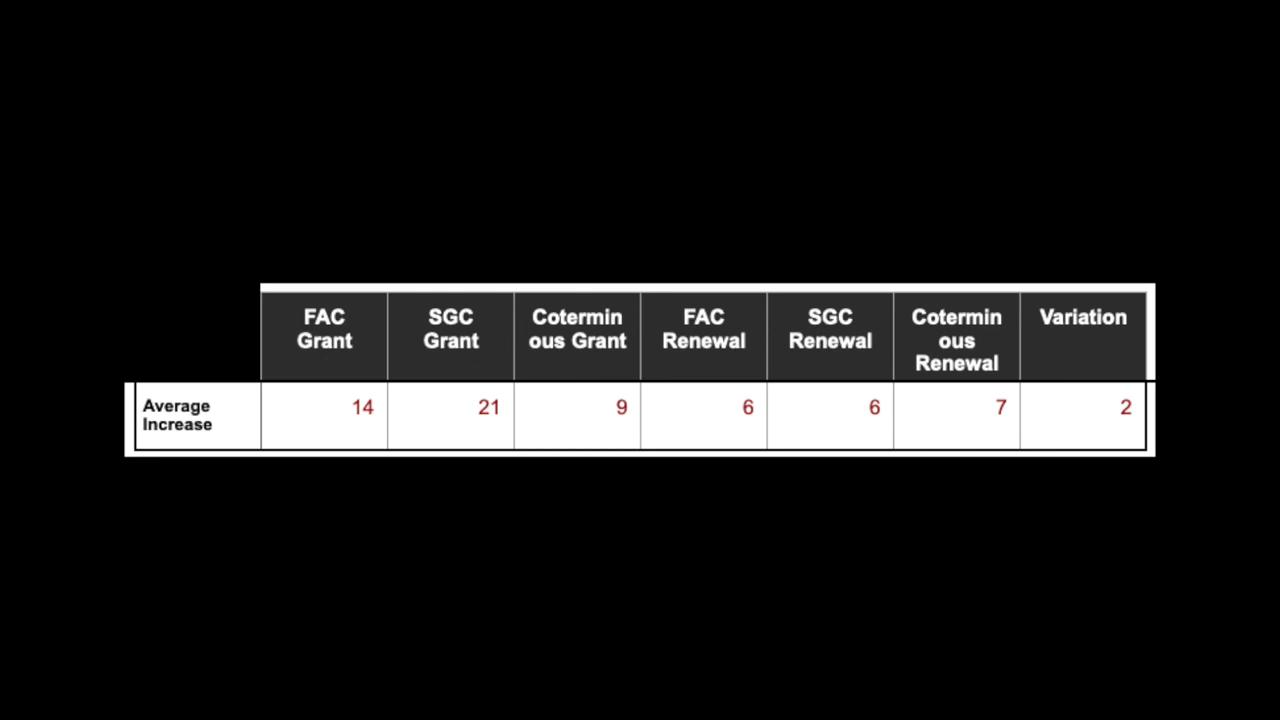 FAC Grant SGC Grant Cotermin ous Grant FAC Renewal SGC Renewal Cotermin ous Renewal Variation
Average Increase 14 21 9 6 6 7 2